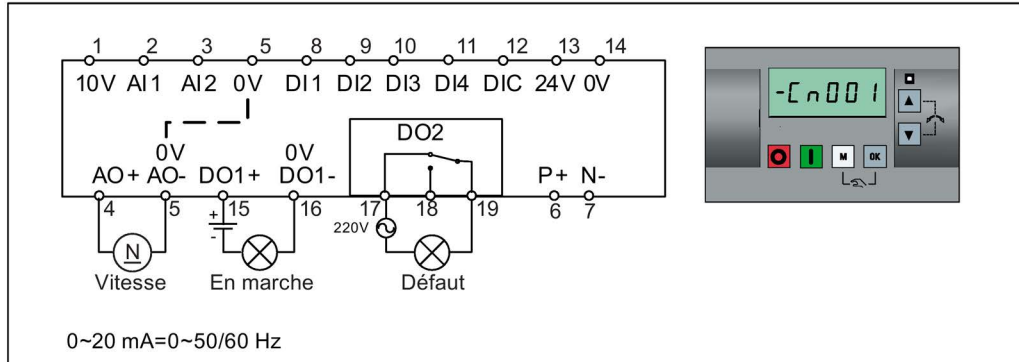 1 2 3 5 8 9 10 11 12 13 14
10V AI1 AI2 0V DI1 DI2 DI3 DI4 DIC 24V 0V
-Cn001
DO2
0V 0V
AO+ AO- DO1+ DO1- P+ N-
M OK
4 5 15 16 17 18 19 6 7
+
-
220V
N
Vitesse En marche Défaut
0~20 mA=0~50/60 Hz